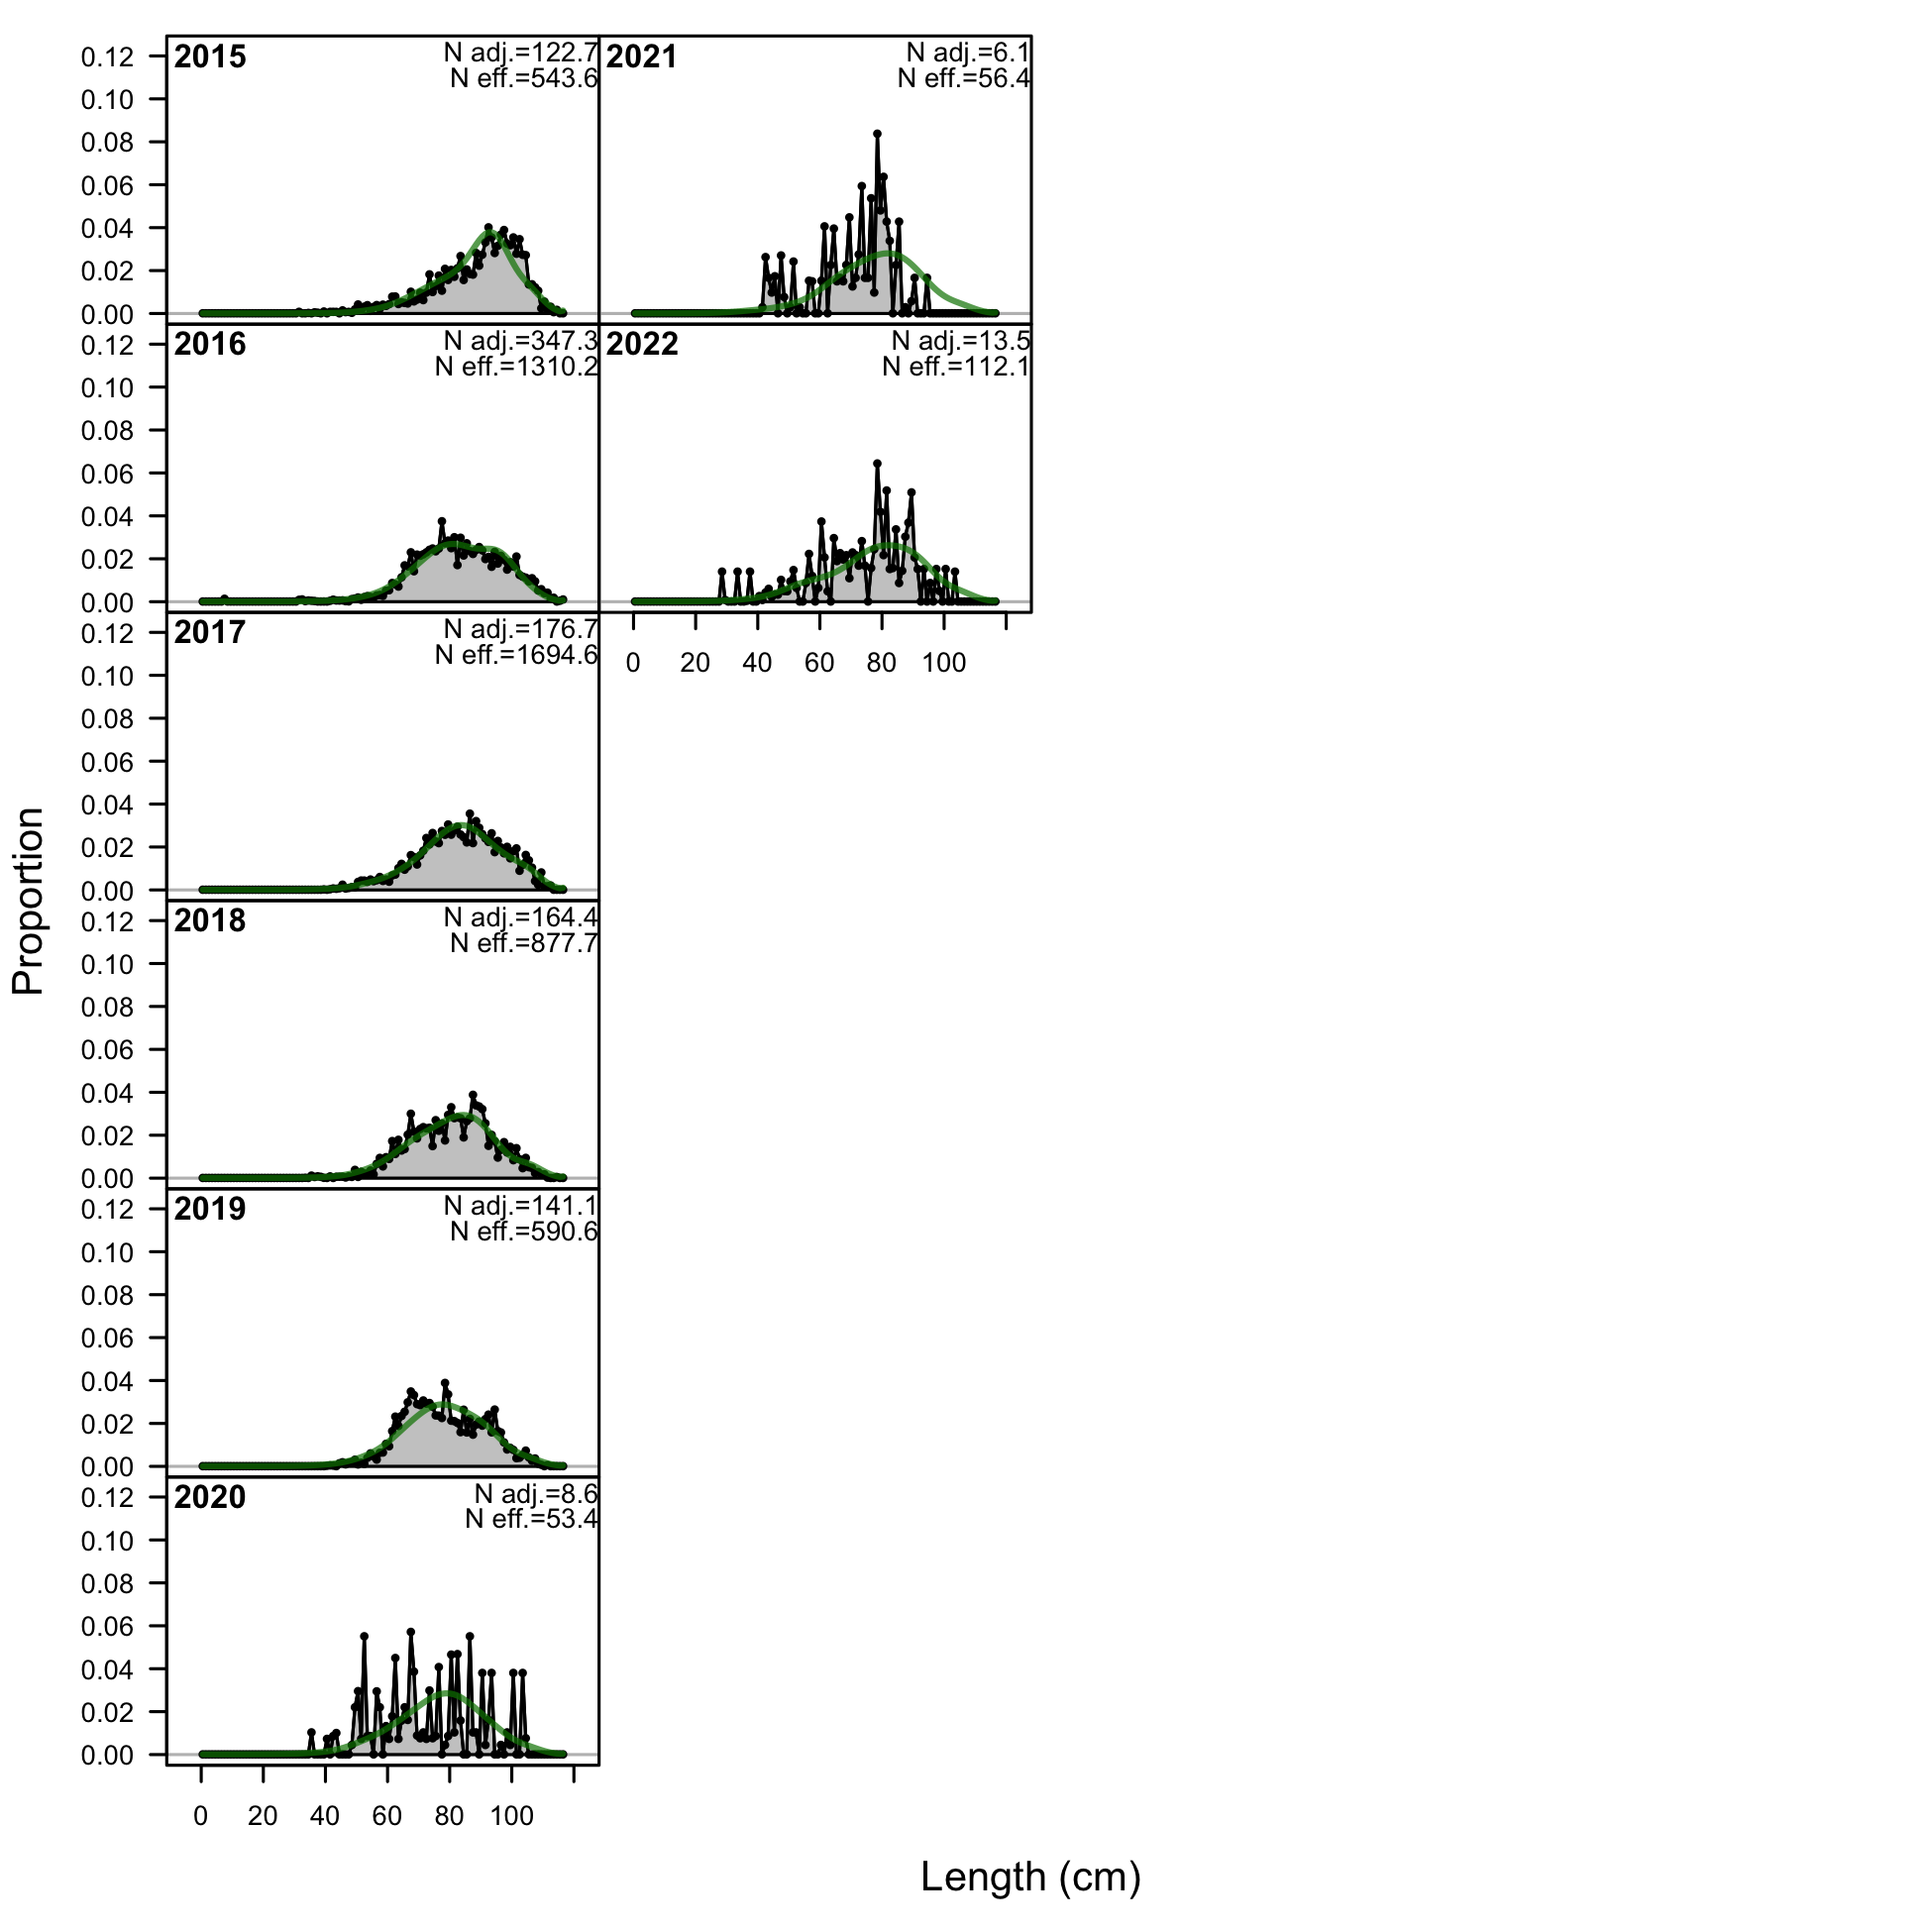 Proportion
0.12
0.10
0.08
0.06
0.04
0.02
0.00
2015
N adj.=122.7
N eff.=543.6
2021
N adj.=6.1
N eff.=56.4
0.12
0.10
0.08
0.06
0.04
0.02
0.00
2016
N adj.=347.3
N eff.=1310.2
2022
N adj.=13.5
N eff.=112.1
0 20 40 60 80 100
0.12
0.10
0.08
0.06
0.04
0.02
0.00
2017
N adj.=176.7
N eff.=1694.6
0.12
0.10
0.08
0.06
0.04
0.02
0.00
2018
N adj.=164.4
N eff.=877.7
0.12
0.10
0.08
0.06
0.04
0.02
0.00
2019
N adj.=141.1
N eff.=590.6
0.12
0.10
0.08
0.06
0.04
0.02
0.00
2020
N adj.=8.6
N eff.=53.4
0 20 40 60 80 100
Length (cm)